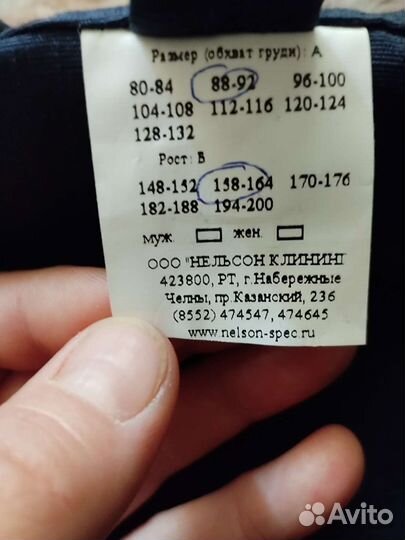 Размер (обхват груди): А
80-84 88-92 96-100
104-108 112-116 120-124
128-132
Рост: Б
148-152 158-164 170-176
182-188 194-200
муж. жен.
ООО "НЕЛЬСОН КЛИНИНГ
423800, РТ, г.Набережные
Челны, пр.Казанский, 236
(8552) 474547, 474645
www.nelson-spec.ru
Avito